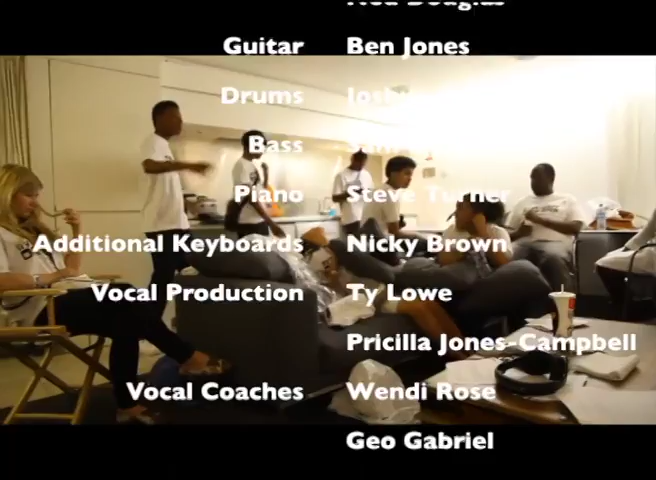 Guitar Ben Jones
Drums
Bass
Piano Steve Turner
Additional Keyboards Nicky Brown
Vocal Production Ty Lowe
Pricilla Jones-Campbell
Vocal Coaches Wendi Rose
Geo Gabriel